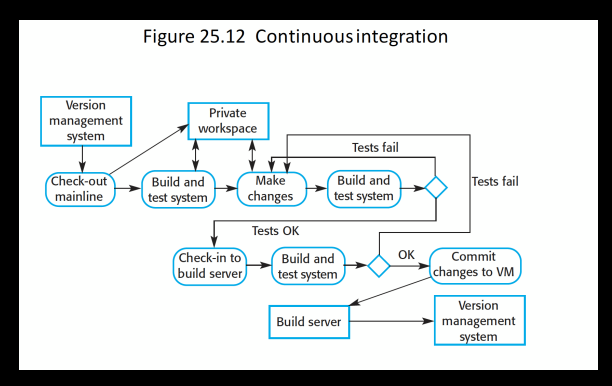 Figure 25.12 Continuous integration
Version
management
system
Private
workspace
Tests fail
Check-out
mainline
Build and
test system
Make
changes
Build and
test system
Tests fail
Tests OK
Check-in to
build server
Build and
test system
OK
Commit
changes to VM
Build server
Version
management
system